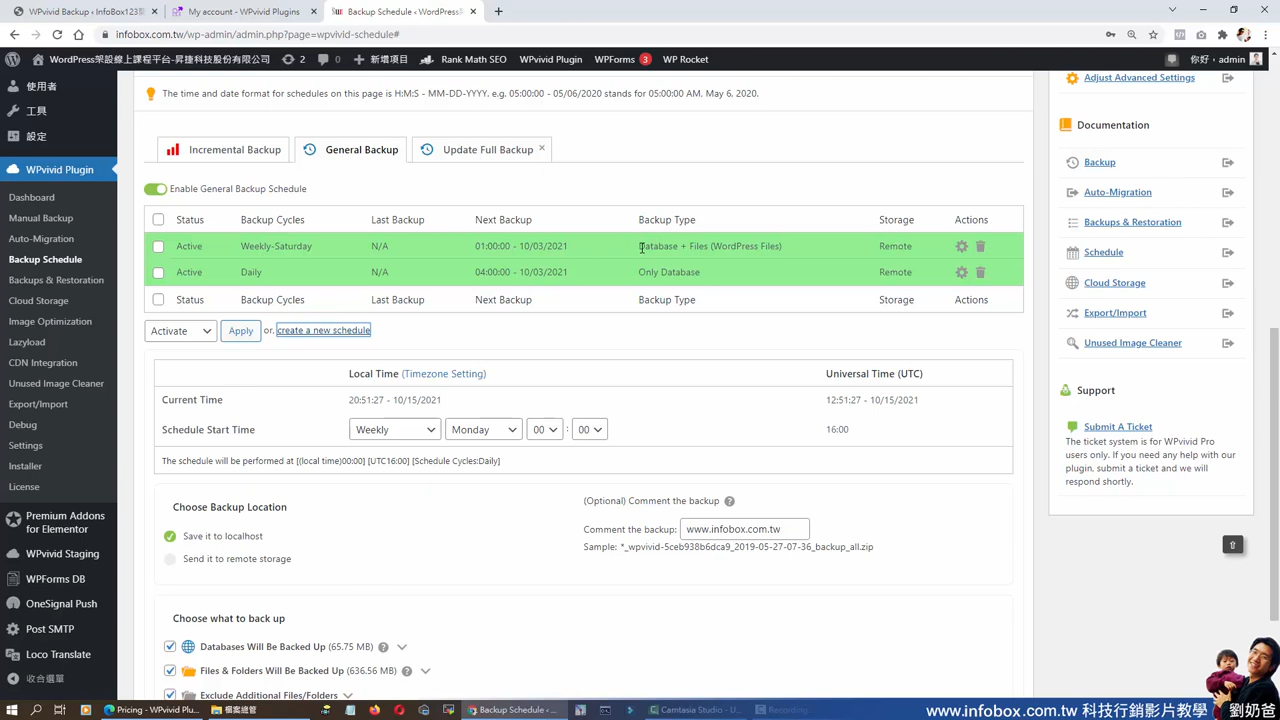 WPvivid Backup ‹ InfoBox123
My account - WPvivid Plugins
Backup Schedule ‹ WordPress
infobox.com.tw/wp-admin/admin.php?page=wpvivid-schedule#
WordPress架設線上課程平台-昇捷科技股份有限公司 2 0 新增項目 Rank Math SEO WPvivid Plugin WPForms 3 WP Rocket 你好，admin
使用者
工具
設定
WPvivid Plugin
Dashboard
Manual Backup
Auto-Migration
Backup Schedule
Backups & Restoration
Cloud Storage
Image Optimization
Lazyload
CDN Integration
Unused Image Cleaner
Export/Import
Debug
Settings
Installer
License
Premium Addons
for Elementor
WPvivid Staging
WPForms DB
OneSignal Push
Post SMTP
Loco Translate
收合選單
The time and date format for schedules on this page is H:M:S - MM-DD-YYYY. e.g. 05:00:00 - 05/06/2020 stands for 05:00:00 AM. May 6, 2020.
Incremental Backup
General Backup
Update Full Backup ×
Enable General Backup Schedule
Status Backup Cycles Last Backup Next Backup Backup Type Storage Actions
Active Weekly-Saturday N/A 01:00:00 - 10/03/2021 Database + Files (WordPress Files) Remote
Active Daily N/A 04:00:00 - 10/03/2021 Only Database Remote
Status Backup Cycles Last Backup Next Backup Backup Type Storage Actions
Activate Apply or. create a new schedule
Local Time (Timezone Setting) Universal Time (UTC)
Current Time 20:51:27 - 10/15/2021 12:51:27 - 10/15/2021
Schedule Start Time Weekly Monday 00 : 00 16:00
The schedule will be performed at [(local time)00:00] [UTC16:00] [Schedule Cycles:Daily]
Choose Backup Location
Save it to localhost
Send it to remote storage
(Optional) Comment the backup
Comment the backup: www.infobox.com.tw
Sample: *_wpvivid-5ceb938b6dca9_2019-05-27-07-36_backup_all.zip
Choose what to back up
Databases Will Be Backed Up (65.75 MB)
Files & Folders Will Be Backed Up (636.56 MB)
Exclude Additional Files/Folders
Adjust Advanced Settings
Documentation
Backup
Auto-Migration
Backups & Restoration
Schedule
Cloud Storage
Export/Import
Unused Image Cleaner
Support
Submit A Ticket
The ticket system is for WPvivid Pro
users only. If you need any help with our
plugin, submit a ticket and we will
respond shortly.
Pricing - WPvivid Plu...
檔案總管
Backup Schedule ‹ ...
Camtasia Studio - U...
Recording...
www.infobox.com.tw 科技行銷影片教學 劉奶爸